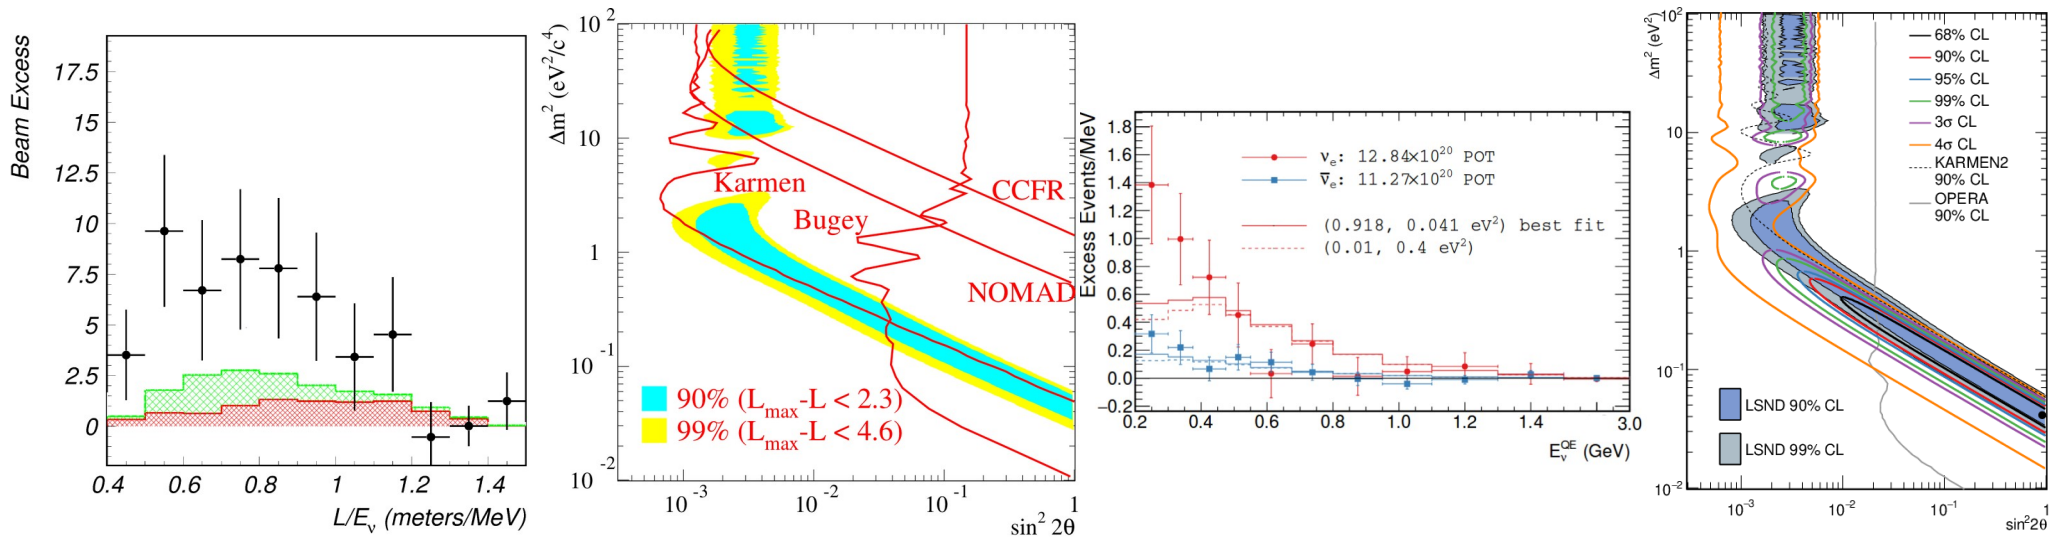 Beam Excess
17.5
15
12.5
10
7.5
5
2.5
0
0.4 0.6 0.8 1 1.2 1.4
L/Eν (meters/MeV)
Δm² (eV²/c⁴)
10²
10
1
10⁻¹
10⁻²
Karmen
CCFR
Bugey
NOMAD
90% (Lmax-L < 2.3)
99% (Lmax-L < 4.6)
10⁻³ 10⁻² 10⁻¹ 1
sin² 2θ
Excess Events/MeV
1.8
1.6
1.4
1.2
1.0
0.8
0.6
0.4
0.2
0.0
−0.2
νe: 12.84×10²⁰ POT
ν̄e: 11.27×10²⁰ POT
(0.918, 0.041 eV²) best fit
(0.01, 0.4 eV²)
0.2 0.4 0.6 0.8 1.0 1.2 1.4 3.0
EνQE (GeV)
Δm² (eV²)
10²
10
1
10⁻¹
10⁻²
68% CL
90% CL
95% CL
99% CL
3σ CL
4σ CL
KARMEN2
90% CL
OPERA
90% CL
LSND 90% CL
LSND 99% CL
10⁻³ 10⁻² 10⁻¹ 1
sin²2θ